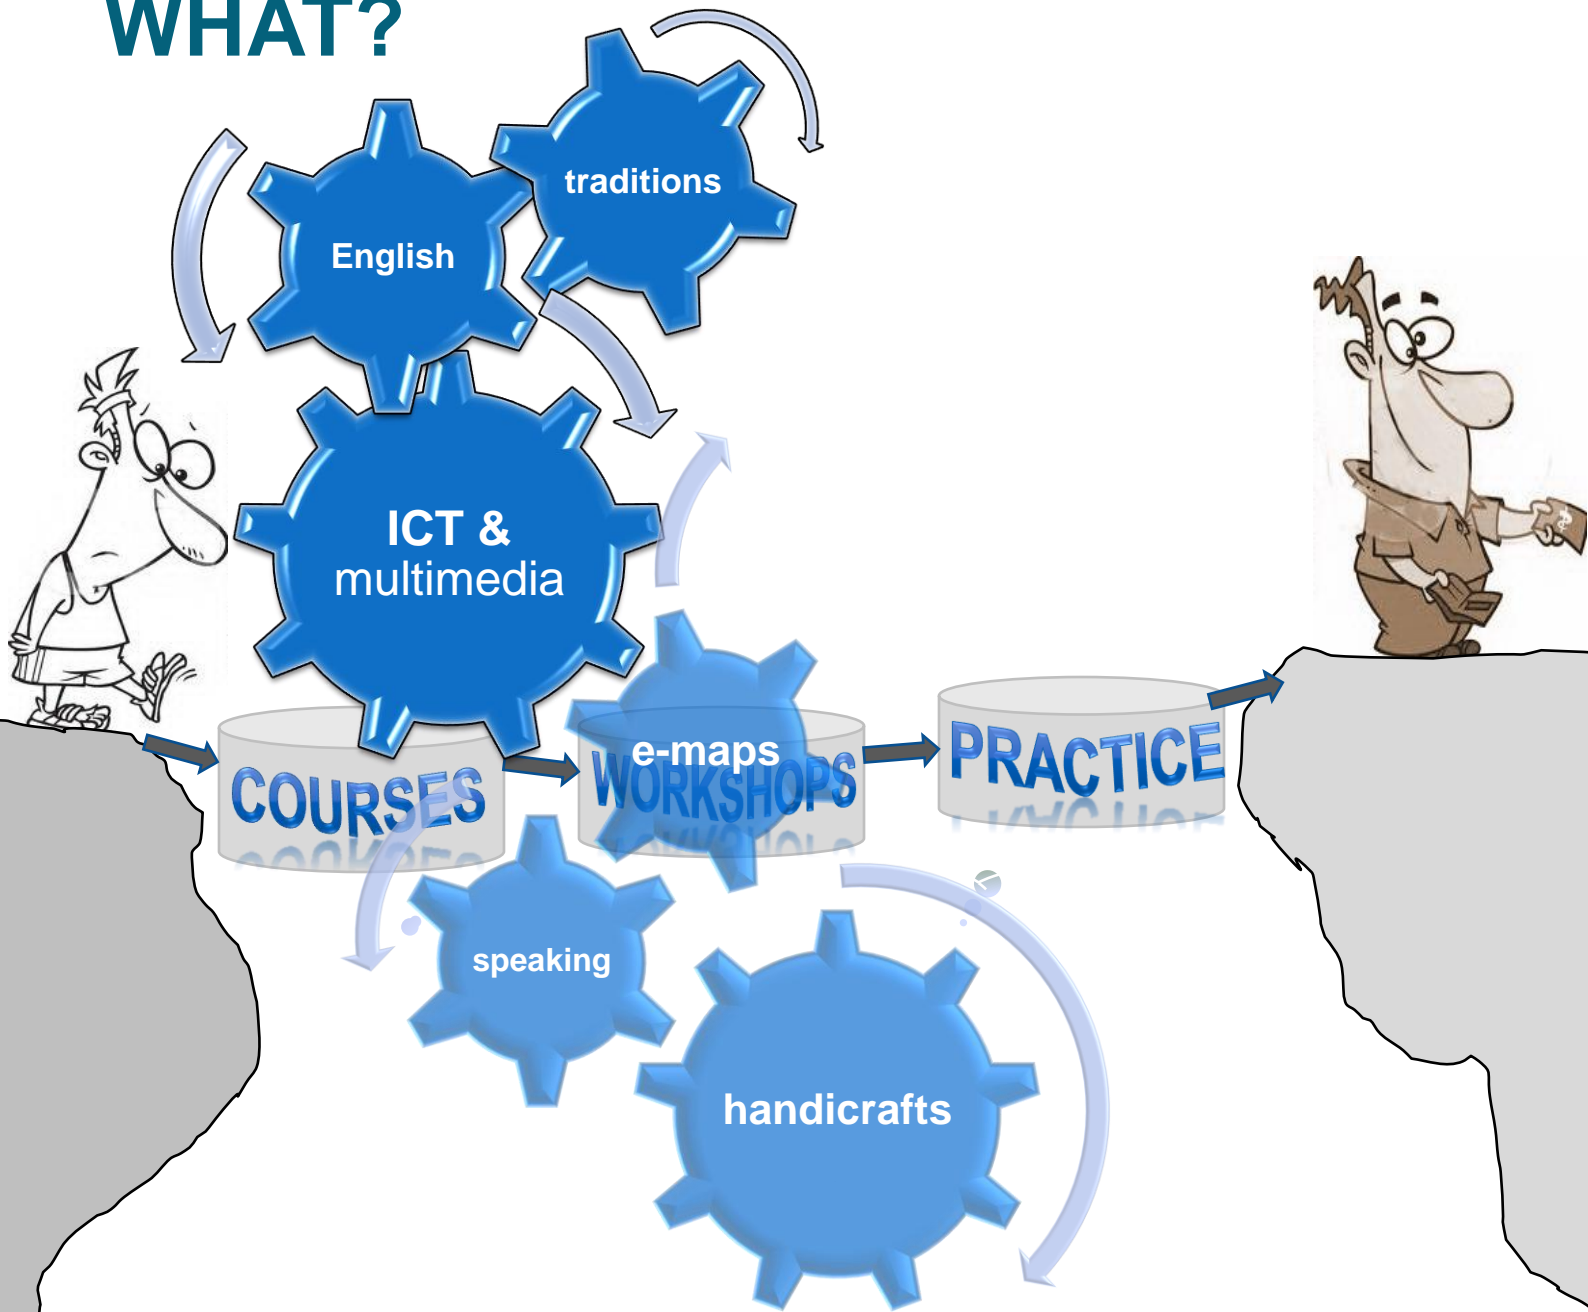 WHAT?
traditions
English
ICT &
multimedia
e-maps
COURSES
WORKSHOPS
PRACTICE
speaking
handicrafts